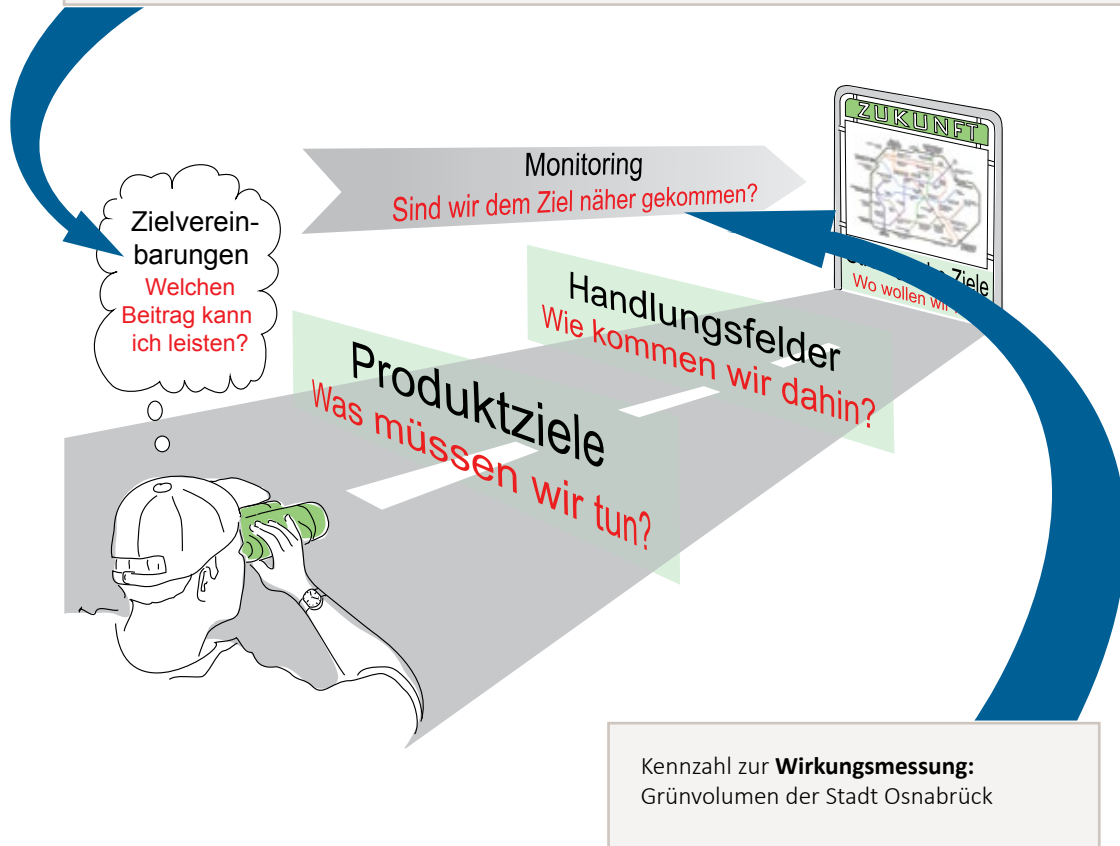 ZUKUNFT
Monitoring
Sind wir dem Ziel näher gekommen?
Zielverein-
barungen
Welchen
Beitrag kann
ich leisten?
Ziele
Wo wollen wir
Handlungsfelder
Wie kommen wir dahin?
Produktziele
Was müssen wir tun?
Kennzahl zur Wirkungsmessung:
Grünvolumen der Stadt Osnabrück